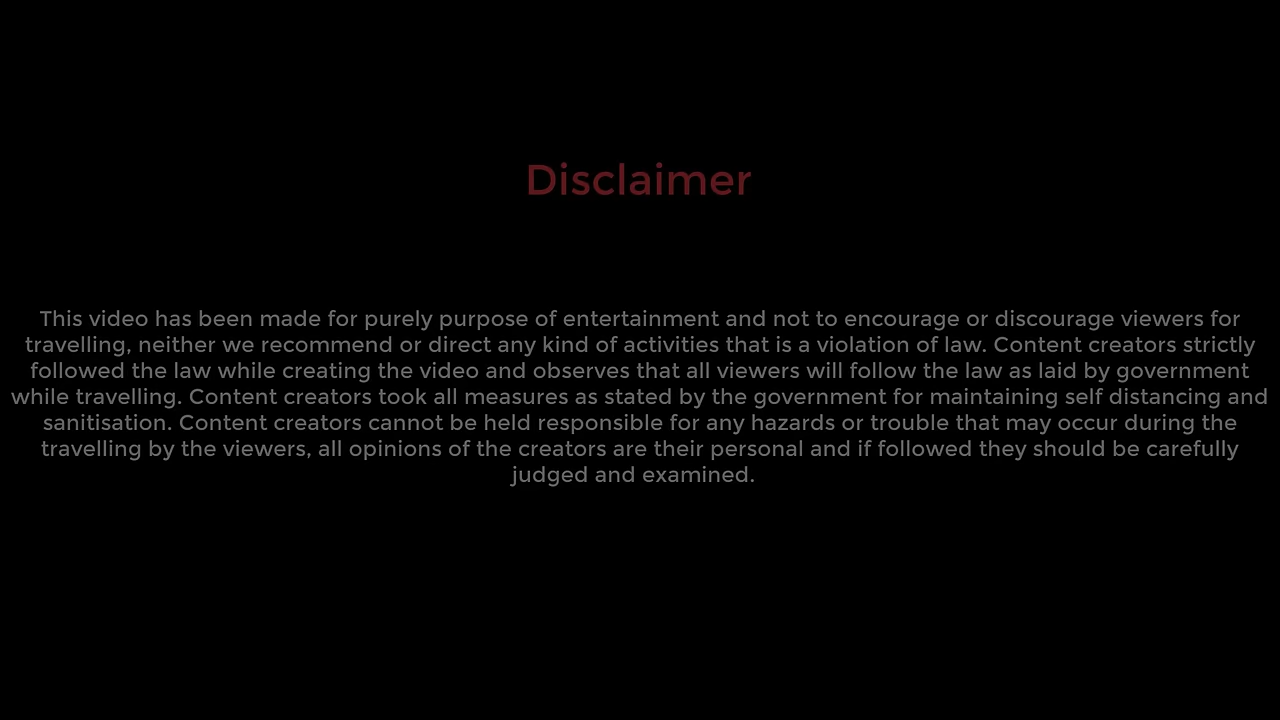 Disclaimer
This video has been made for purely purpose of entertainment and not to encourage or discourage viewers for
travelling, neither we recommend or direct any kind of activities that is a violation of law. Content creators strictly
followed the law while creating the video and observes that all viewers will follow the law as laid by government
while travelling. Content creators took all measures as stated by the government for maintaining self distancing and
sanitisation. Content creators cannot be held responsible for any hazards or trouble that may occur during the
travelling by the viewers, all opinions of the creators are their personal and if followed they should be carefully
judged and examined.